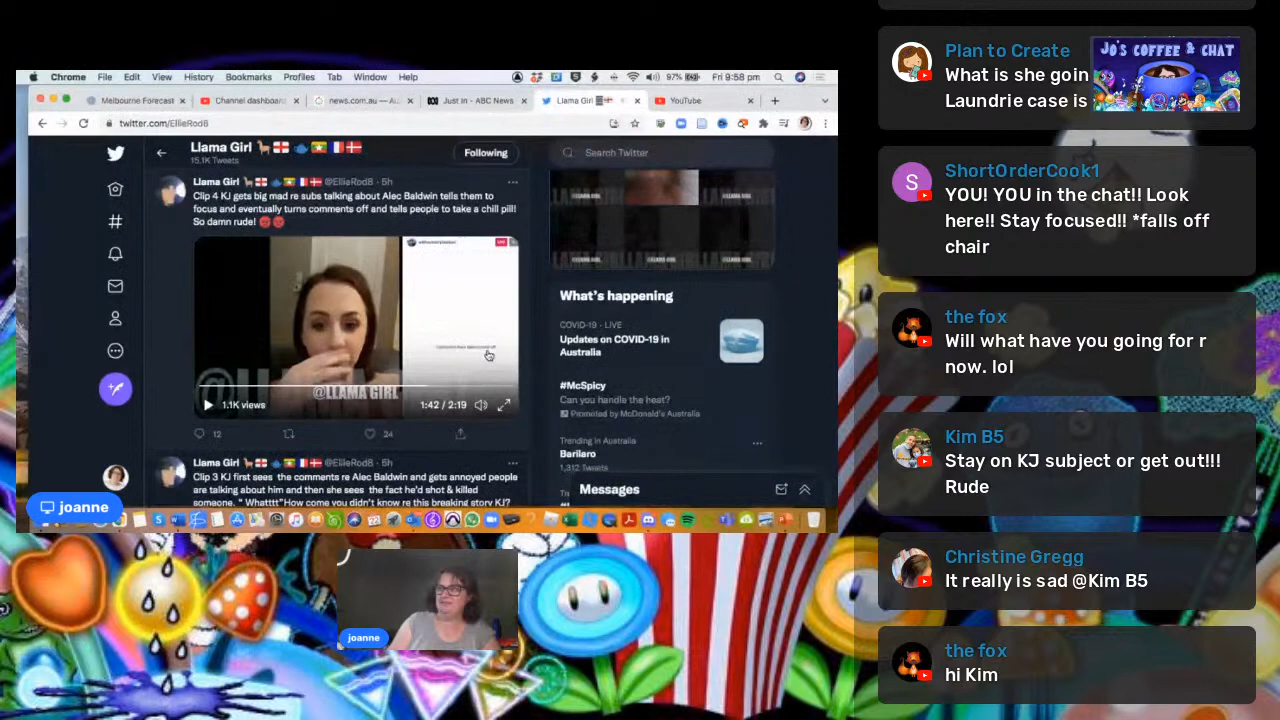 Chrome File Edit View History Bookmarks Profiles Tab Window Help
97% Fri 9:58 pm
Melbourne Forecast
Channel dashboard
news.com.au — Au
Just In - ABC News
Llama Girl
YouTube
twitter.com/EllieRod8
Llama Girl
15.1K Tweets
Following
Search Twitter
Llama Girl @EllieRod8 · 5h
Clip 4 KJ gets big mad re subs talking about Alec Baldwin tells them to
focus and eventually turns comments off and tells people to take a chill pill!
So damn rude!
@LLAMA GIRL
1.1K views
1:42 / 2:19
12
24
Llama Girl @EllieRod8 · 5h
Clip 3 KJ first sees the comments re Alec Baldwin and gets annoyed people
are talking about him and then she sees the fact he'd shot & killed
someone. " Whatttt"How come you didn't know re this breaking story KJ?
What's happening
COVID-19 · LIVE
Updates on COVID-19 in
Australia
#McSpicy
Can you handle the heat?
Promoted by McDonald's Australia
Trending in Australia
Barilaro
1,312 Tweets
Messages
joanne
joanne
Plan to Create
What is she goin
Laundrie case is
JO'S COFFEE & CHAT
ShortOrderCook1
YOU! YOU in the chat!! Look
here!! Stay focused!! *falls off
chair
S
the fox
Will what have you going for r
now. lol
Kim B5
Stay on KJ subject or get out!!!
Rude
Christine Gregg
It really is sad @Kim B5
the fox
hi Kim